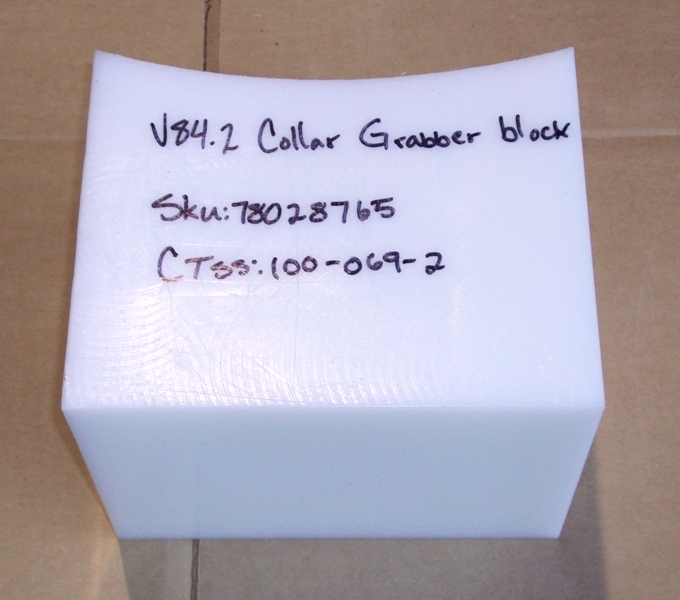 V84.2 Collar Grabber block
Sku:78028765
CTss:100-069-2